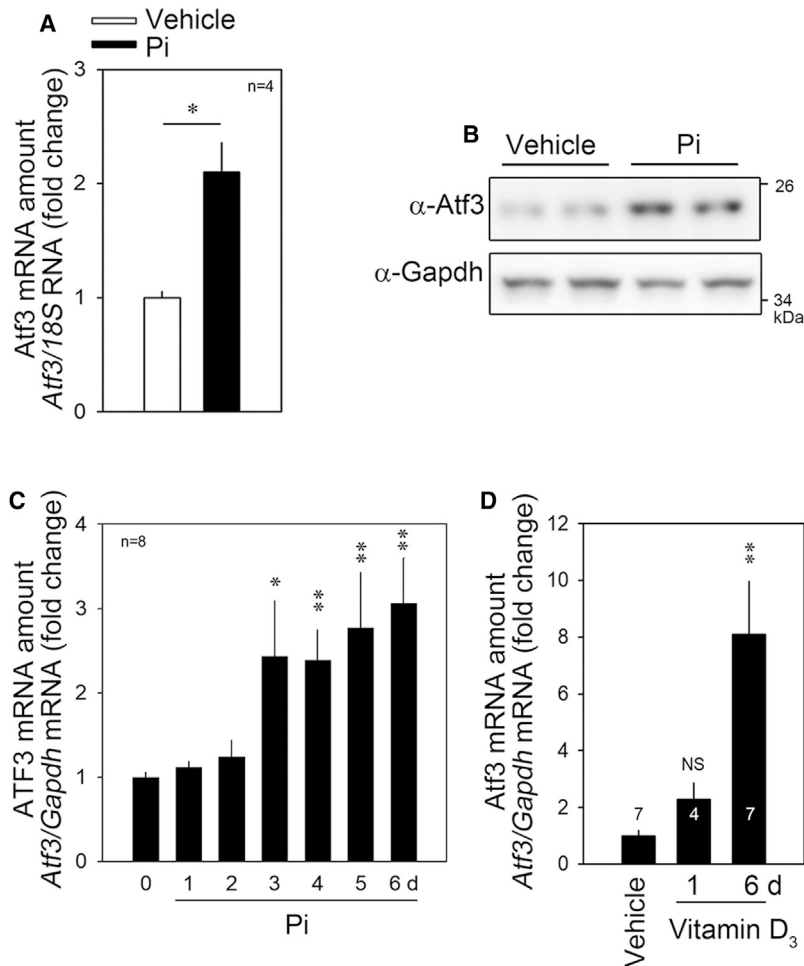 A
Vehicle
Pi
Atf3 mRNA amount
Atf3/18S RNA (fold change)
3
2
1
0
n=4
*
B
Vehicle Pi
α-Atf3
α-Gapdh
26
34
kDa
C
ATF3 mRNA amount
Atf3/Gapdh mRNA (fold change)
4
3
2
1
0
n=8
* ** ** **
0 1 2 3 4 5 6 d
Pi
D
Atf3 mRNA amount
Atf3/Gapdh mRNA (fold change)
12
10
8
6
4
2
0
**
NS
7 4 7
Vehicle 1 6 d
Vitamin D₃